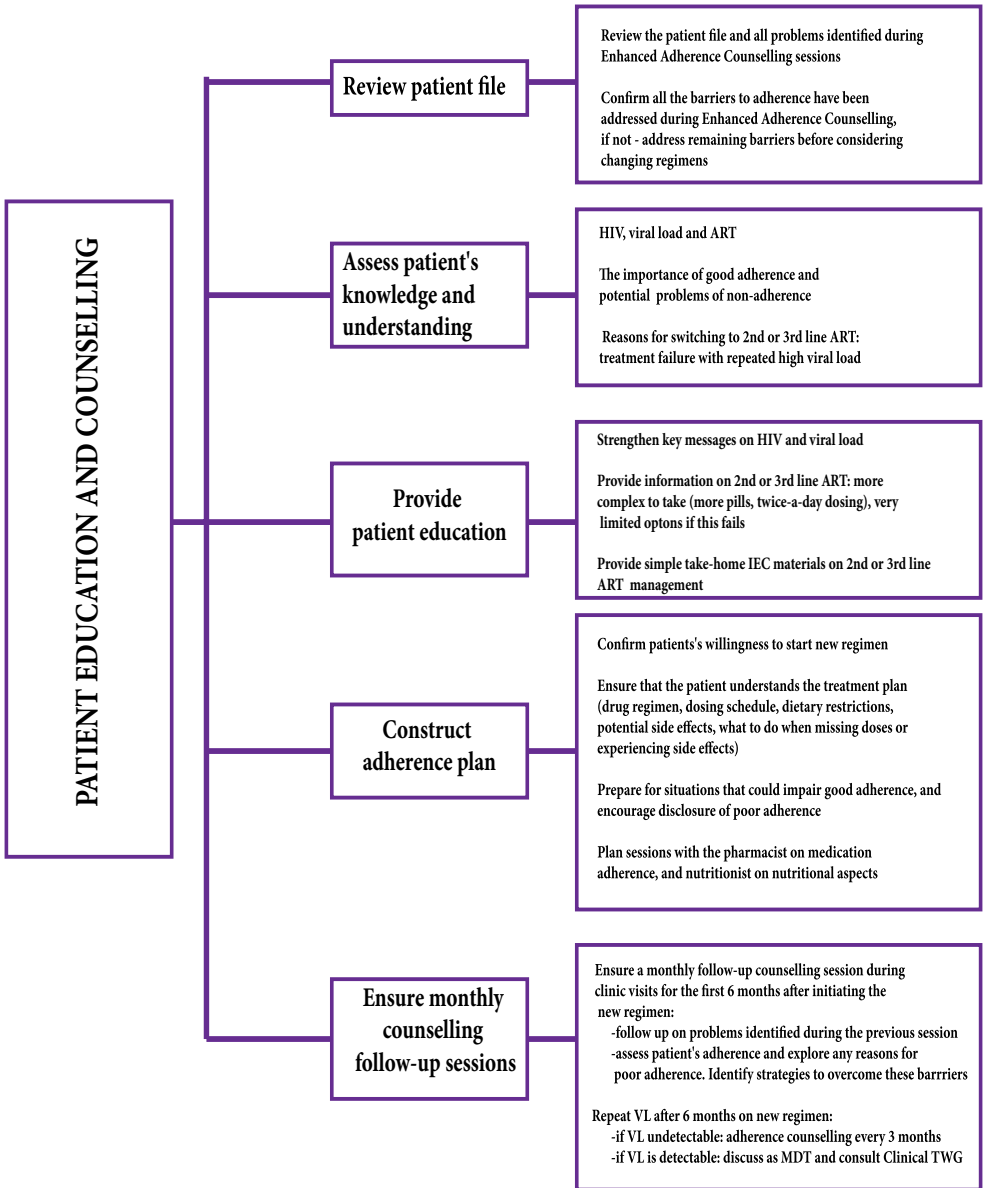 PATIENT EDUCATION AND COUNSELLING
Review patient file
Review the patient file and all problems identified during
Enhanced Adherence Counselling sessions
Confirm all the barriers to adherence have been
addressed during Enhanced Adherence Counselling,
if not - address remaining barriers before considering
changing regimens
Assess patient's
knowledge and
understanding
HIV, viral load and ART
The importance of good adherence and
potential problems of non-adherence
Reasons for switching to 2nd or 3rd line ART:
treatment failure with repeated high viral load
Provide
patient education
Strengthen key messages on HIV and viral load
Provide information on 2nd or 3rd line ART: more
complex to take (more pills, twice-a-day dosing), very
limited optons if this fails
Provide simple take-home IEC materials on 2nd or 3rd line
ART management
Construct
adherence plan
Confirm patients's willingness to start new regimen
Ensure that the patient understands the treatment plan
(drug regimen, dosing schedule, dietary restrictions,
potential side effects, what to do when missing doses or
experiencing side effects)
Prepare for situations that could impair good adherence, and
encourage disclosure of poor adherence
Plan sessions with the pharmacist on medication
adherence, and nutritionist on nutritional aspects
Ensure monthly
counselling
follow-up sessions
Ensure a monthly follow-up counselling session during
clinic visits for the first 6 months after initiating the
new regimen:
-follow up on problems identified during the previous session
-assess patient's adherence and explore any reasons for
poor adherence. Identify strategies to overcome these barrriers
Repeat VL after 6 months on new regimen:
-if VL undetectable: adherence counselling every 3 months
-if VL is detectable: discuss as MDT and consult Clinical TWG